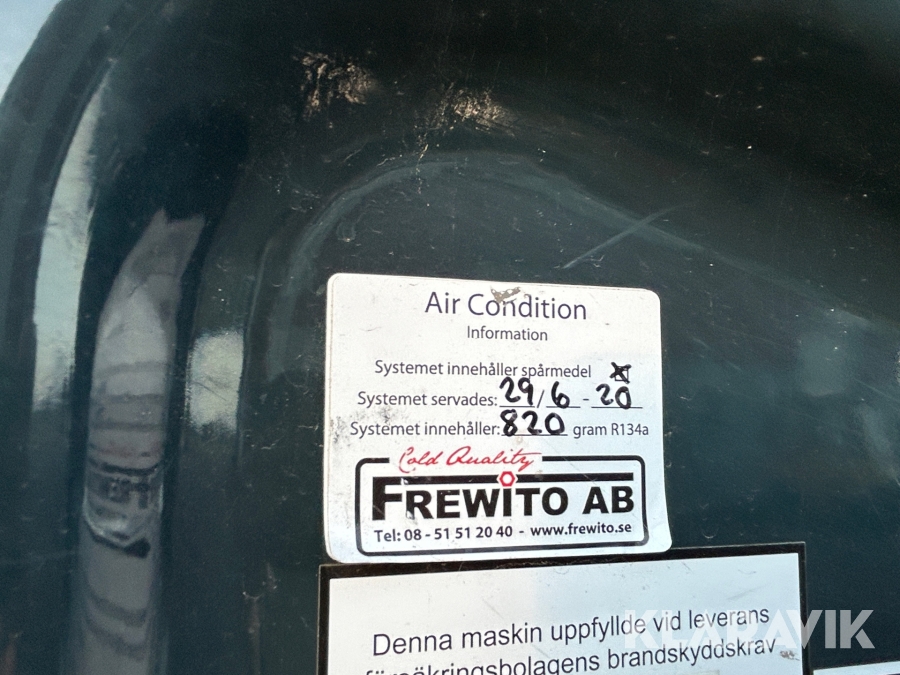 Air Condition
Information
Systemet innehåller spårmedel ☒
Systemet servades: 29/6 - 20
Systemet innehåller: 820 gram R134a
Cold Quality
FREWITO AB
Tel: 08 - 51 51 20 40 - www.frewito.se
Denna maskin uppfyllde vid leverans
försäkringsbolagens brandskyddskrav
KLARAVIK